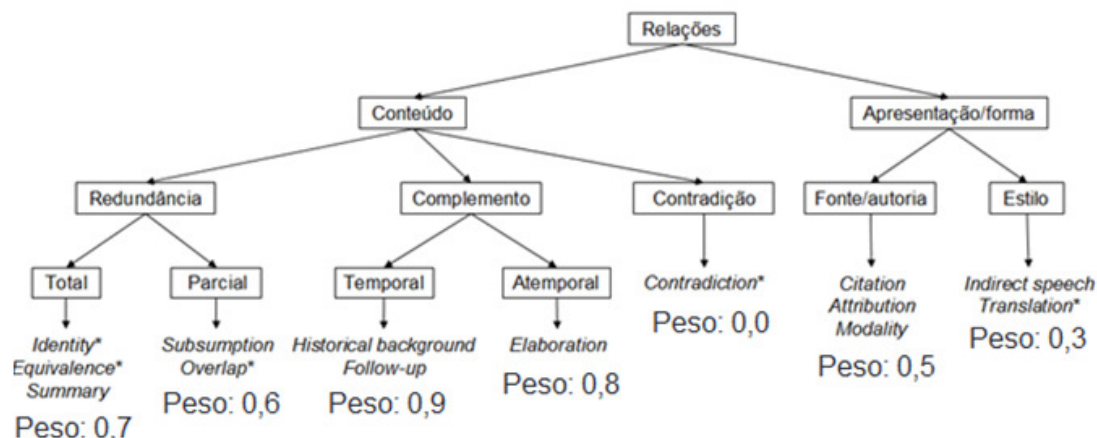 Relações
Conteúdo
Apresentação/forma
Redundância
Complemento
Contradição
Fonte/autoria
Estilo
Total
Parcial
Temporal
Atemporal
Contradiction*
Peso: 0,0
Citation
Attribution
Modality
Peso: 0,5
Indirect speech
Translation*
Peso: 0,3
Identity*
Equivalence*
Summary
Peso: 0,7
Subsumption
Overlap*
Peso: 0,6
Historical background
Follow-up
Peso: 0,9
Elaboration
Peso: 0,8